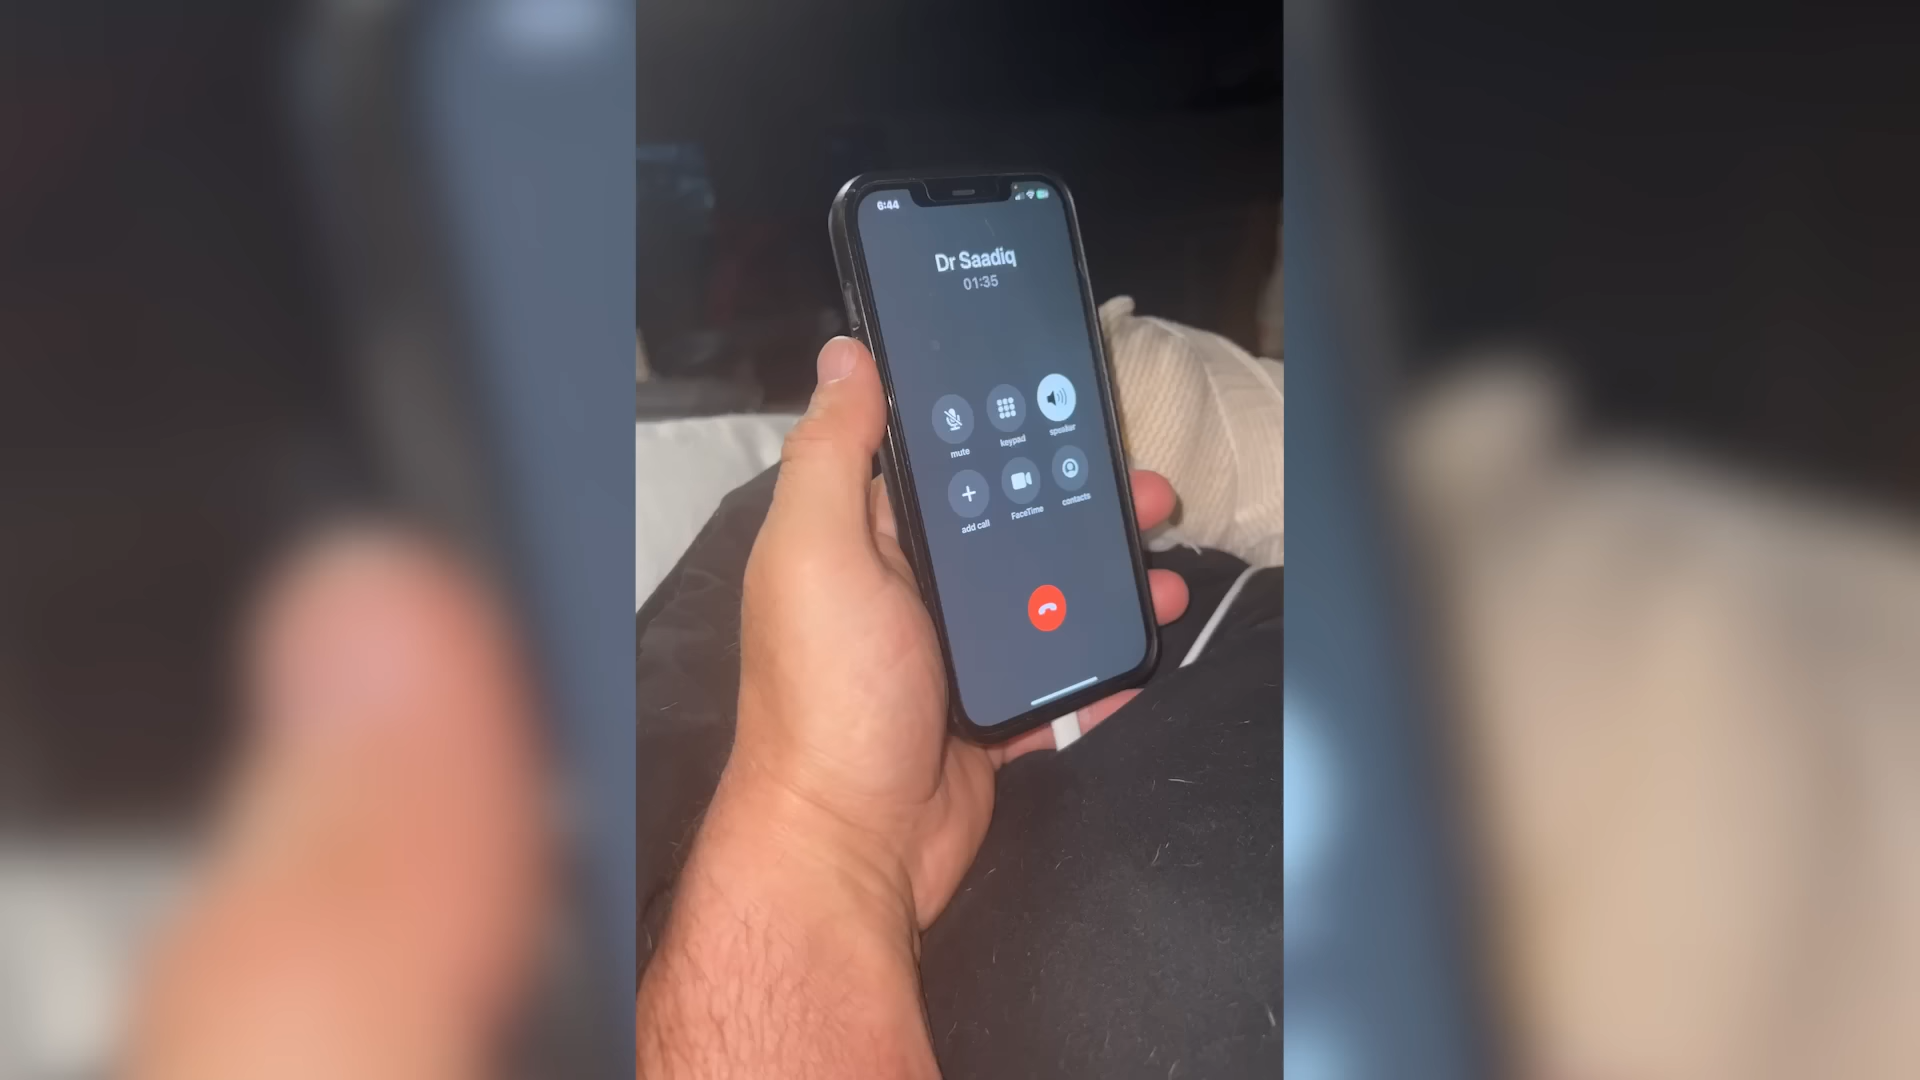 6:44
Dr Saadiq
01:35
mute
keypad
speaker
add call
FaceTime
contacts